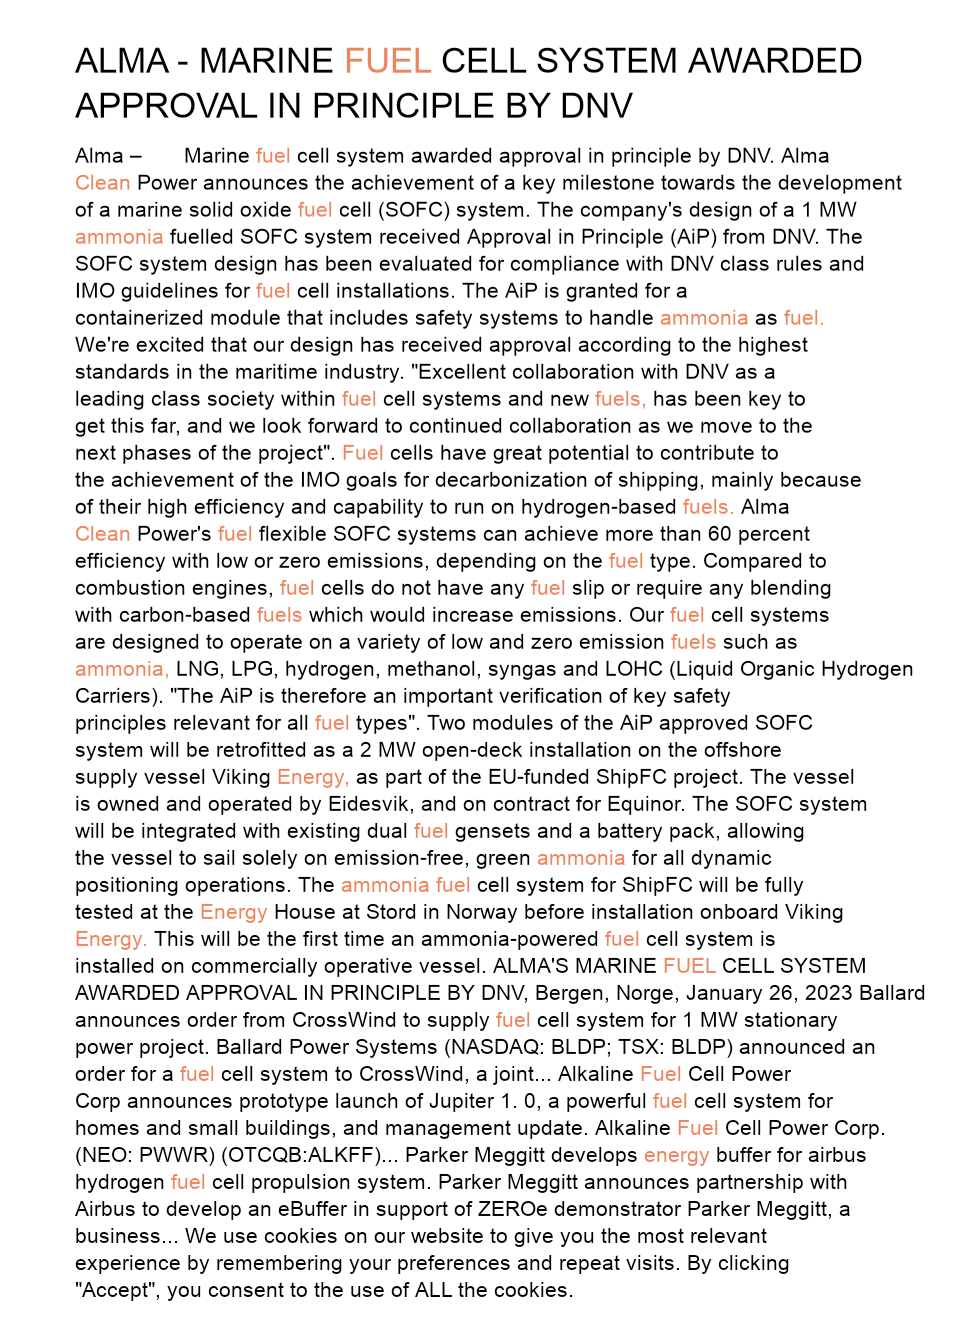 ALMA - MARINE FUEL CELL SYSTEM AWARDED
APPROVAL IN PRINCIPLE BY DNV
Alma – Marine fuel cell system awarded approval in principle by DNV. Alma
Clean Power announces the achievement of a key milestone towards the development
of a marine solid oxide fuel cell (SOFC) system. The company's design of a 1 MW
ammonia fuelled SOFC system received Approval in Principle (AiP) from DNV. The
SOFC system design has been evaluated for compliance with DNV class rules and
IMO guidelines for fuel cell installations. The AiP is granted for a
containerized module that includes safety systems to handle ammonia as fuel.
We're excited that our design has received approval according to the highest
standards in the maritime industry. "Excellent collaboration with DNV as a
leading class society within fuel cell systems and new fuels, has been key to
get this far, and we look forward to continued collaboration as we move to the
next phases of the project". Fuel cells have great potential to contribute to
the achievement of the IMO goals for decarbonization of shipping, mainly because
of their high efficiency and capability to run on hydrogen-based fuels. Alma
Clean Power's fuel flexible SOFC systems can achieve more than 60 percent
efficiency with low or zero emissions, depending on the fuel type. Compared to
combustion engines, fuel cells do not have any fuel slip or require any blending
with carbon-based fuels which would increase emissions. Our fuel cell systems
are designed to operate on a variety of low and zero emission fuels such as
ammonia, LNG, LPG, hydrogen, methanol, syngas and LOHC (Liquid Organic Hydrogen
Carriers). "The AiP is therefore an important verification of key safety
principles relevant for all fuel types". Two modules of the AiP approved SOFC
system will be retrofitted as a 2 MW open-deck installation on the offshore
supply vessel Viking Energy, as part of the EU-funded ShipFC project. The vessel
is owned and operated by Eidesvik, and on contract for Equinor. The SOFC system
will be integrated with existing dual fuel gensets and a battery pack, allowing
the vessel to sail solely on emission-free, green ammonia for all dynamic
positioning operations. The ammonia fuel cell system for ShipFC will be fully
tested at the Energy House at Stord in Norway before installation onboard Viking
Energy. This will be the first time an ammonia-powered fuel cell system is
installed on commercially operative vessel. ALMA'S MARINE FUEL CELL SYSTEM
AWARDED APPROVAL IN PRINCIPLE BY DNV, Bergen, Norge, January 26, 2023 Ballard
announces order from CrossWind to supply fuel cell system for 1 MW stationary
power project. Ballard Power Systems (NASDAQ: BLDP; TSX: BLDP) announced an
order for a fuel cell system to CrossWind, a joint... Alkaline Fuel Cell Power
Corp announces prototype launch of Jupiter 1. 0, a powerful fuel cell system for
homes and small buildings, and management update. Alkaline Fuel Cell Power Corp.
(NEO: PWWR) (OTCQB:ALKFF)... Parker Meggitt develops energy buffer for airbus
hydrogen fuel cell propulsion system. Parker Meggitt announces partnership with
Airbus to develop an eBuffer in support of ZEROe demonstrator Parker Meggitt, a
business... We use cookies on our website to give you the most relevant
experience by remembering your preferences and repeat visits. By clicking
"Accept", you consent to the use of ALL the cookies.